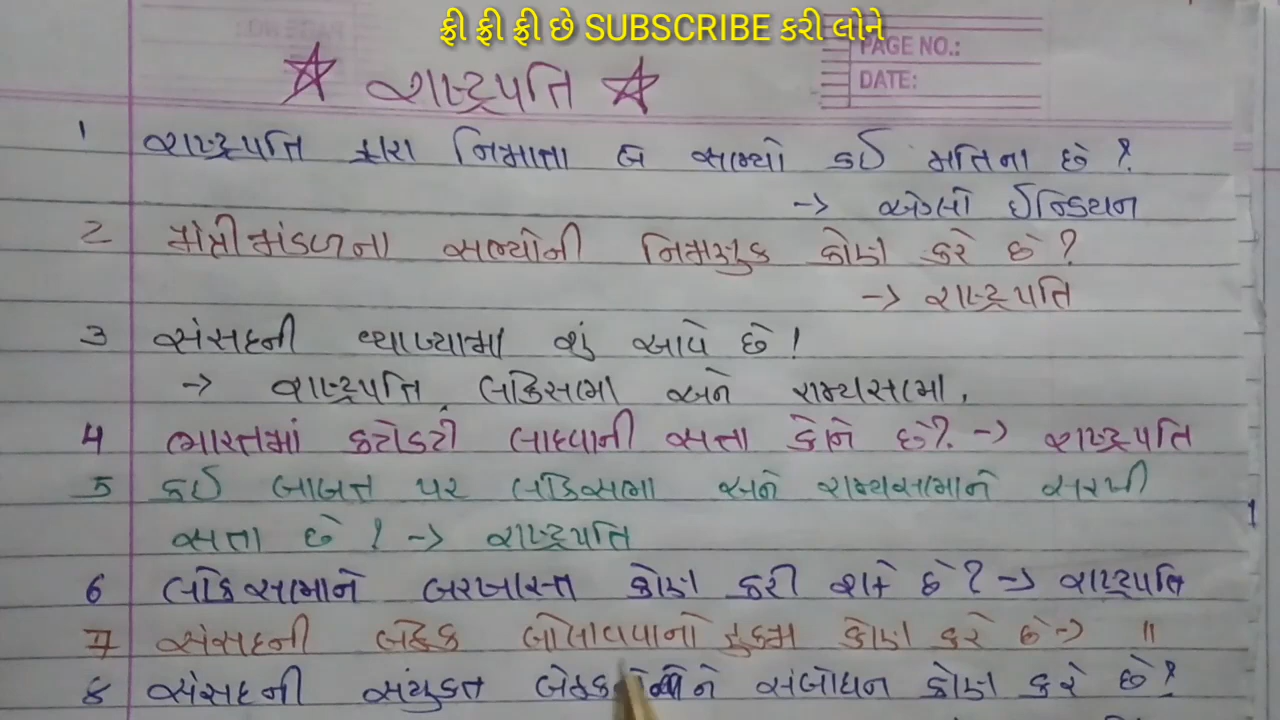 ફ્રી ફ્રી ફ્રી છે SUBSCRIBE કરી લોને
PAGE NO.:
DATE:
☆ રાષ્ટ્રપતિ ☆
1 રાષ્ટ્રપતિ દ્વારા નિમાતા બે સભ્યો કઈ જાતિના છે ?
-> એંગ્લો ઈન્ડિયન
2 મંત્રીમંડળના સભ્યોની નિમણુક કોણ કરે છે ?
-> રાષ્ટ્રપતિ
3 સંસદની વ્યાખ્યામાં શું આવે છે !
-> રાષ્ટ્રપતિ, લોકસભા અને રાજ્યસભા.
4 ભારતમાં કટોકટી લાદવાની સત્તા કોને છે ? -> રાષ્ટ્રપતિ
5 કઈ બાબત પર લોકસભા અને રાજ્યસભાને સરખી
સત્તા છે ? -> રાષ્ટ્રપતિ
6 લોકસભાને બરખાસ્ત કોણ કરી શકે છે ? -> રાષ્ટ્રપતિ
7 સંસદની બેઠક બોલાવવાનો હુકમ કોણ કરે છે -> "
8 સંસદની સંયુક્ત બેઠક સંબોધન કોણ કરે છે ?